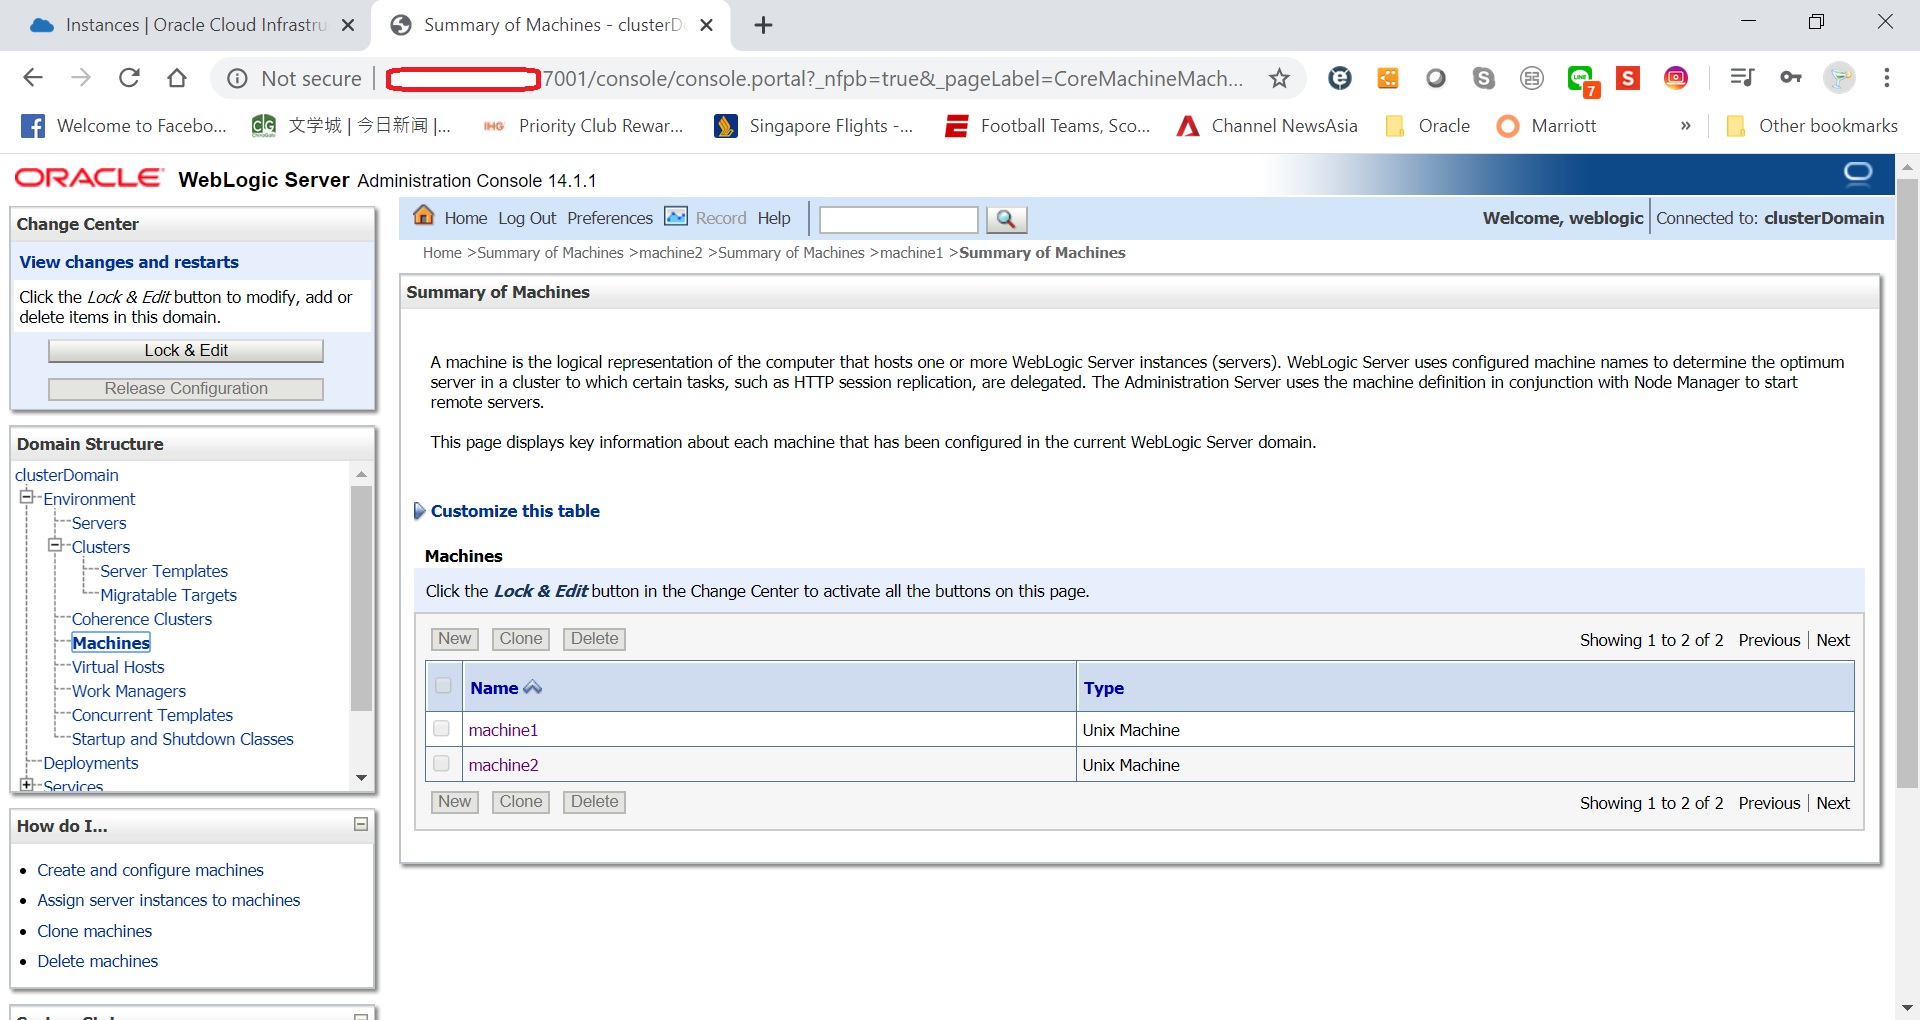 Instances | Oracle Cloud Infrastru
Summary of Machines - clusterD
Not secure
7001/console/console.portal?_nfpb=true&_pageLabel=CoreMachineMach...
7
S
Welcome to Facebo...
文学城 | 今日新闻 |...
IHG Priority Club Rewar...
Singapore Flights -...
Football Teams, Sco...
Channel NewsAsia
Oracle
Marriott
»
Other bookmarks
ORACLE WebLogic Server Administration Console 14.1.1
Change Center
View changes and restarts
Click the Lock & Edit button to modify, add or
delete items in this domain.
Lock & Edit
Release Configuration
Domain Structure
clusterDomain
Environment
Servers
Clusters
Server Templates
Migratable Targets
Coherence Clusters
Machines
Virtual Hosts
Work Managers
Concurrent Templates
Startup and Shutdown Classes
Deployments
Services
How do I...
Create and configure machines
Assign server instances to machines
Clone machines
Delete machines
Home Log Out Preferences Record Help
Welcome, weblogic Connected to: clusterDomain
Home >Summary of Machines >machine2 >Summary of Machines >machine1 >Summary of Machines
Summary of Machines
A machine is the logical representation of the computer that hosts one or more WebLogic Server instances (servers). WebLogic Server uses configured machine names to determine the optimum
server in a cluster to which certain tasks, such as HTTP session replication, are delegated. The Administration Server uses the machine definition in conjunction with Node Manager to start
remote servers.
This page displays key information about each machine that has been configured in the current WebLogic Server domain.
Customize this table
Machines
Click the Lock & Edit button in the Change Center to activate all the buttons on this page.
New Clone Delete
Showing 1 to 2 of 2 Previous | Next
Name Type
machine1 Unix Machine
machine2 Unix Machine
New Clone Delete
Showing 1 to 2 of 2 Previous | Next